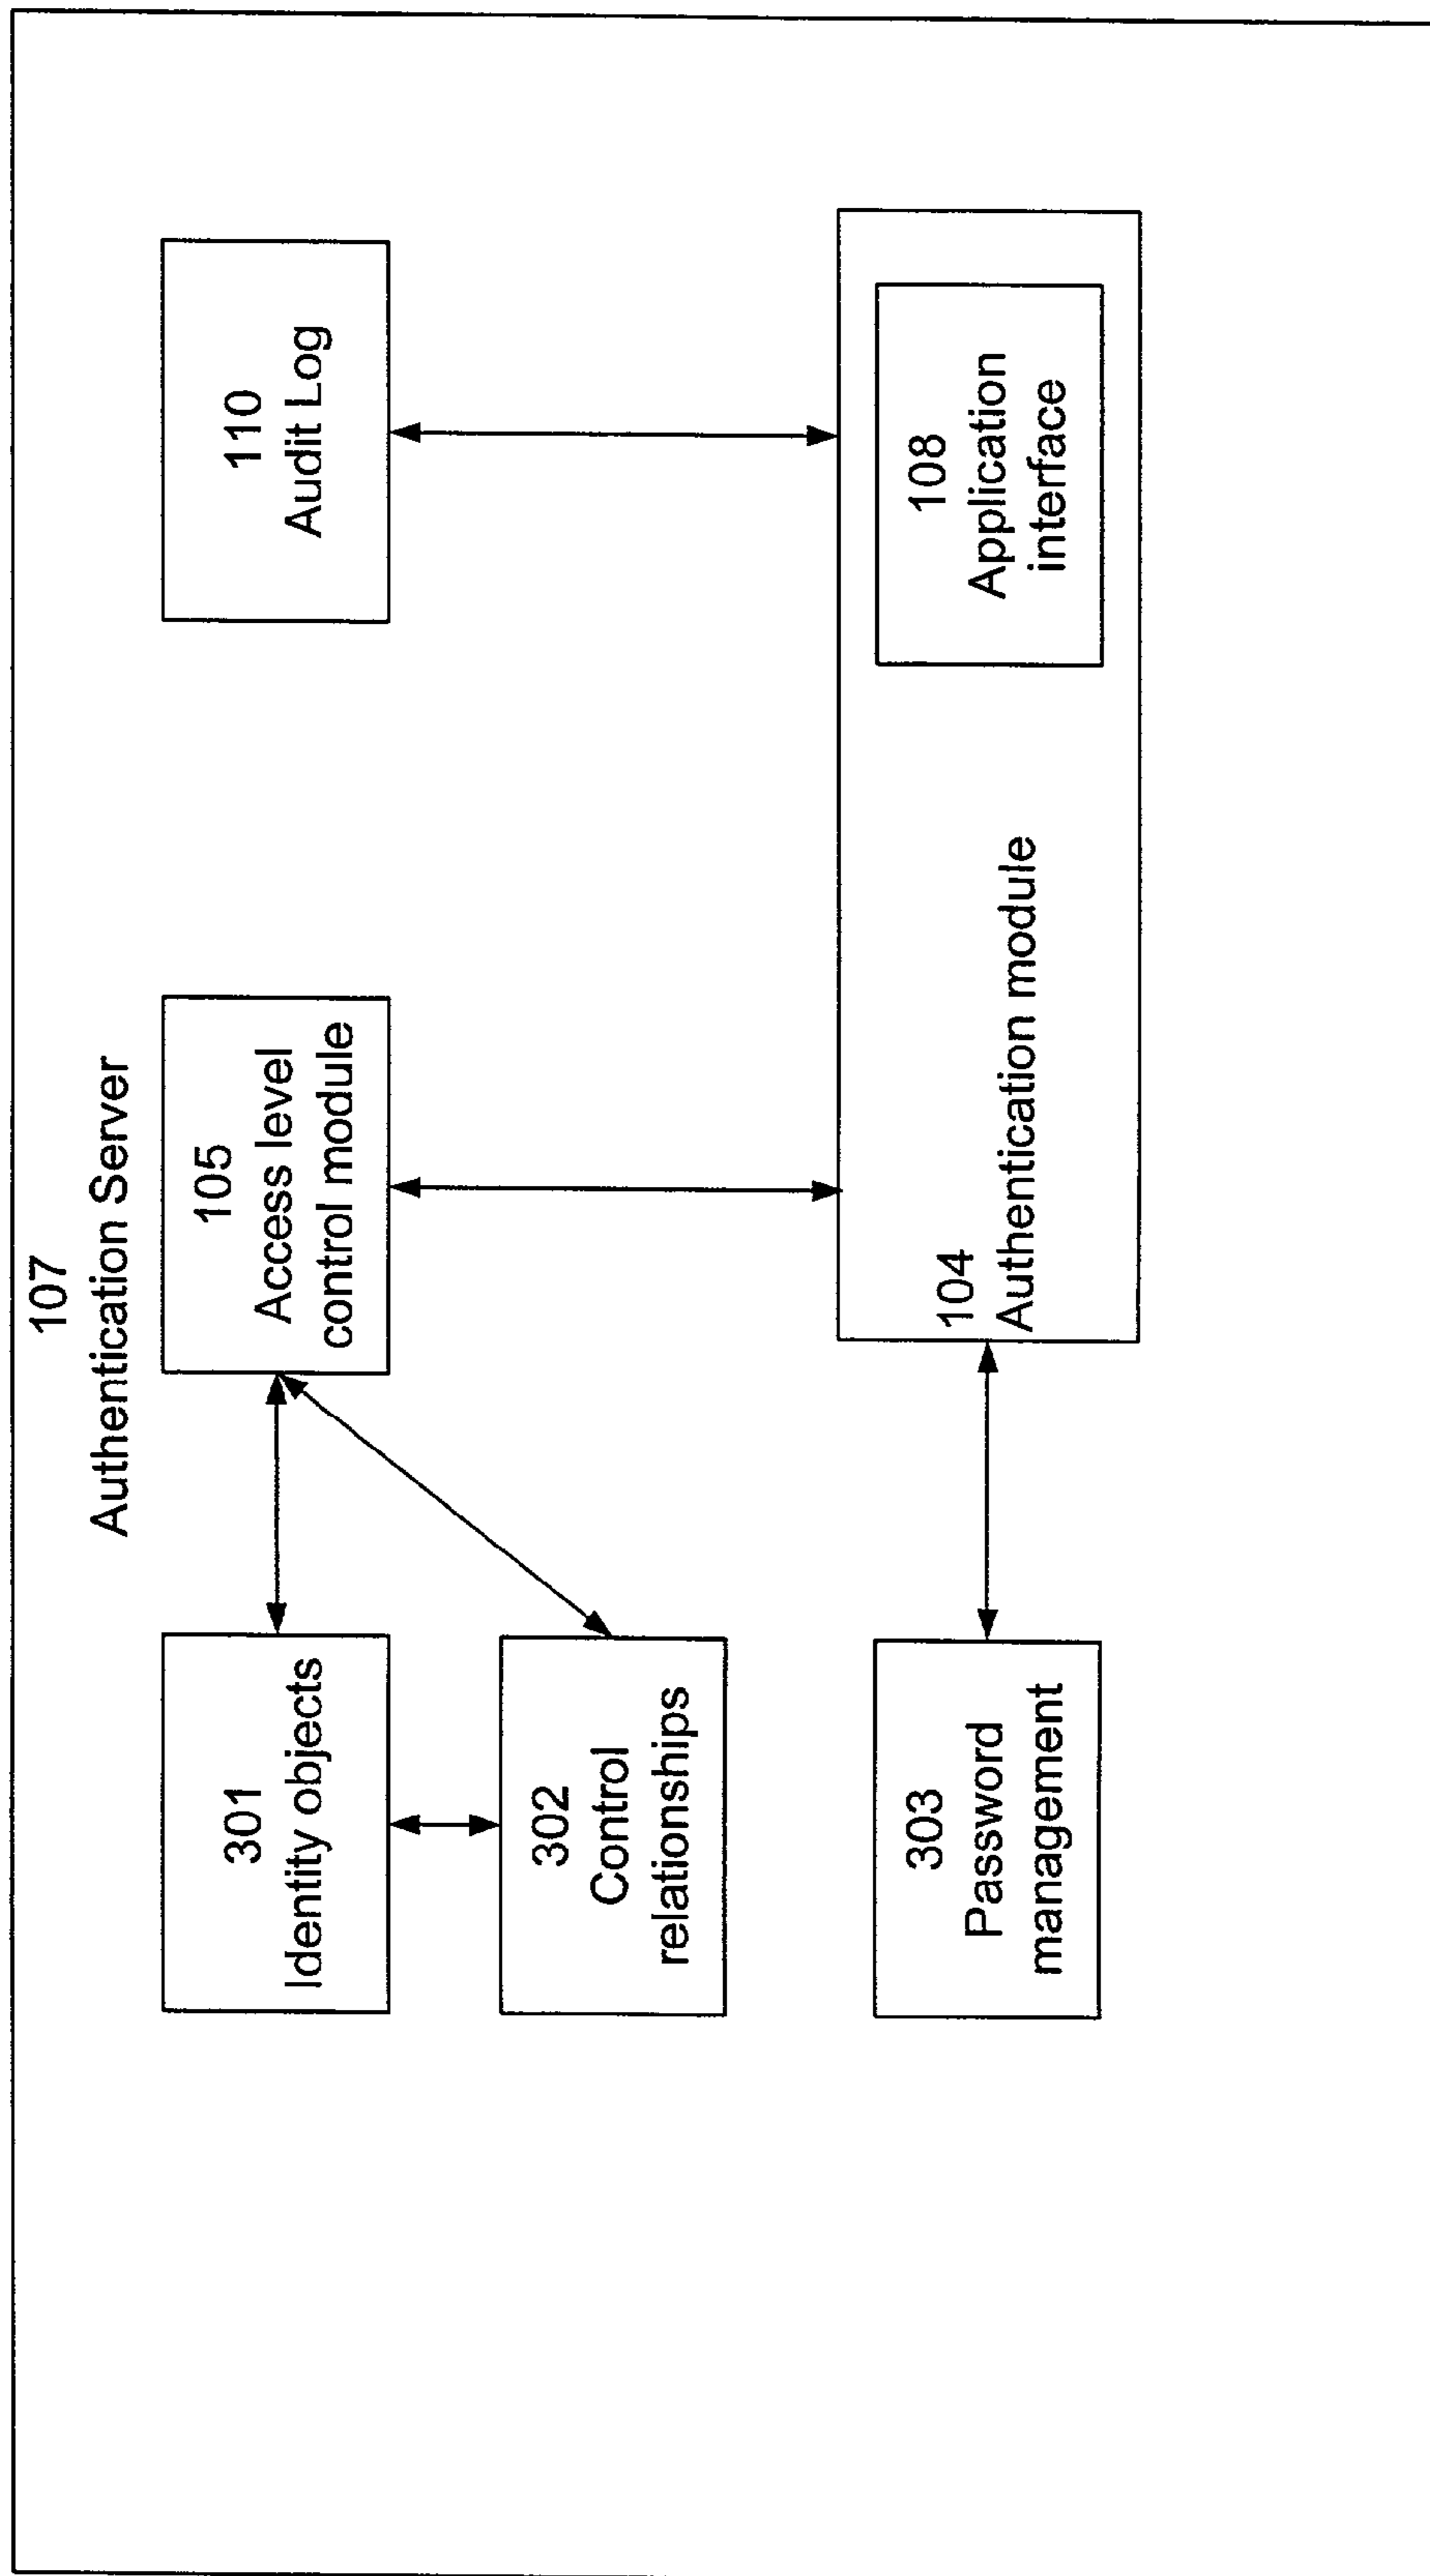 107
Authentication Server
301
Identity objects
105
Access level
control module
110
Audit Log
302
Control
relationships
303
Password
management
104
Authentication module
108
Application
interface